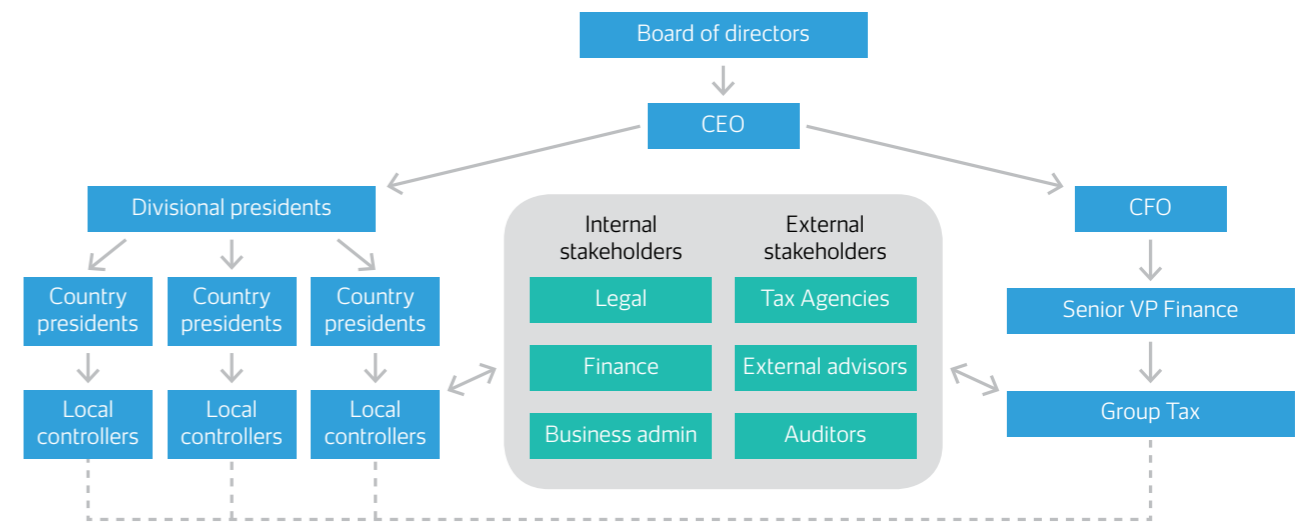 Board of directors
CEO
Divisional presidents
CFO
Internal
stakeholders
External
stakeholders
Country
presidents
Country
presidents
Country
presidents
Legal
Tax Agencies
Senior VP Finance
Finance
External advisors
Local
controllers
Local
controllers
Local
controllers
Business admin
Auditors
Group Tax